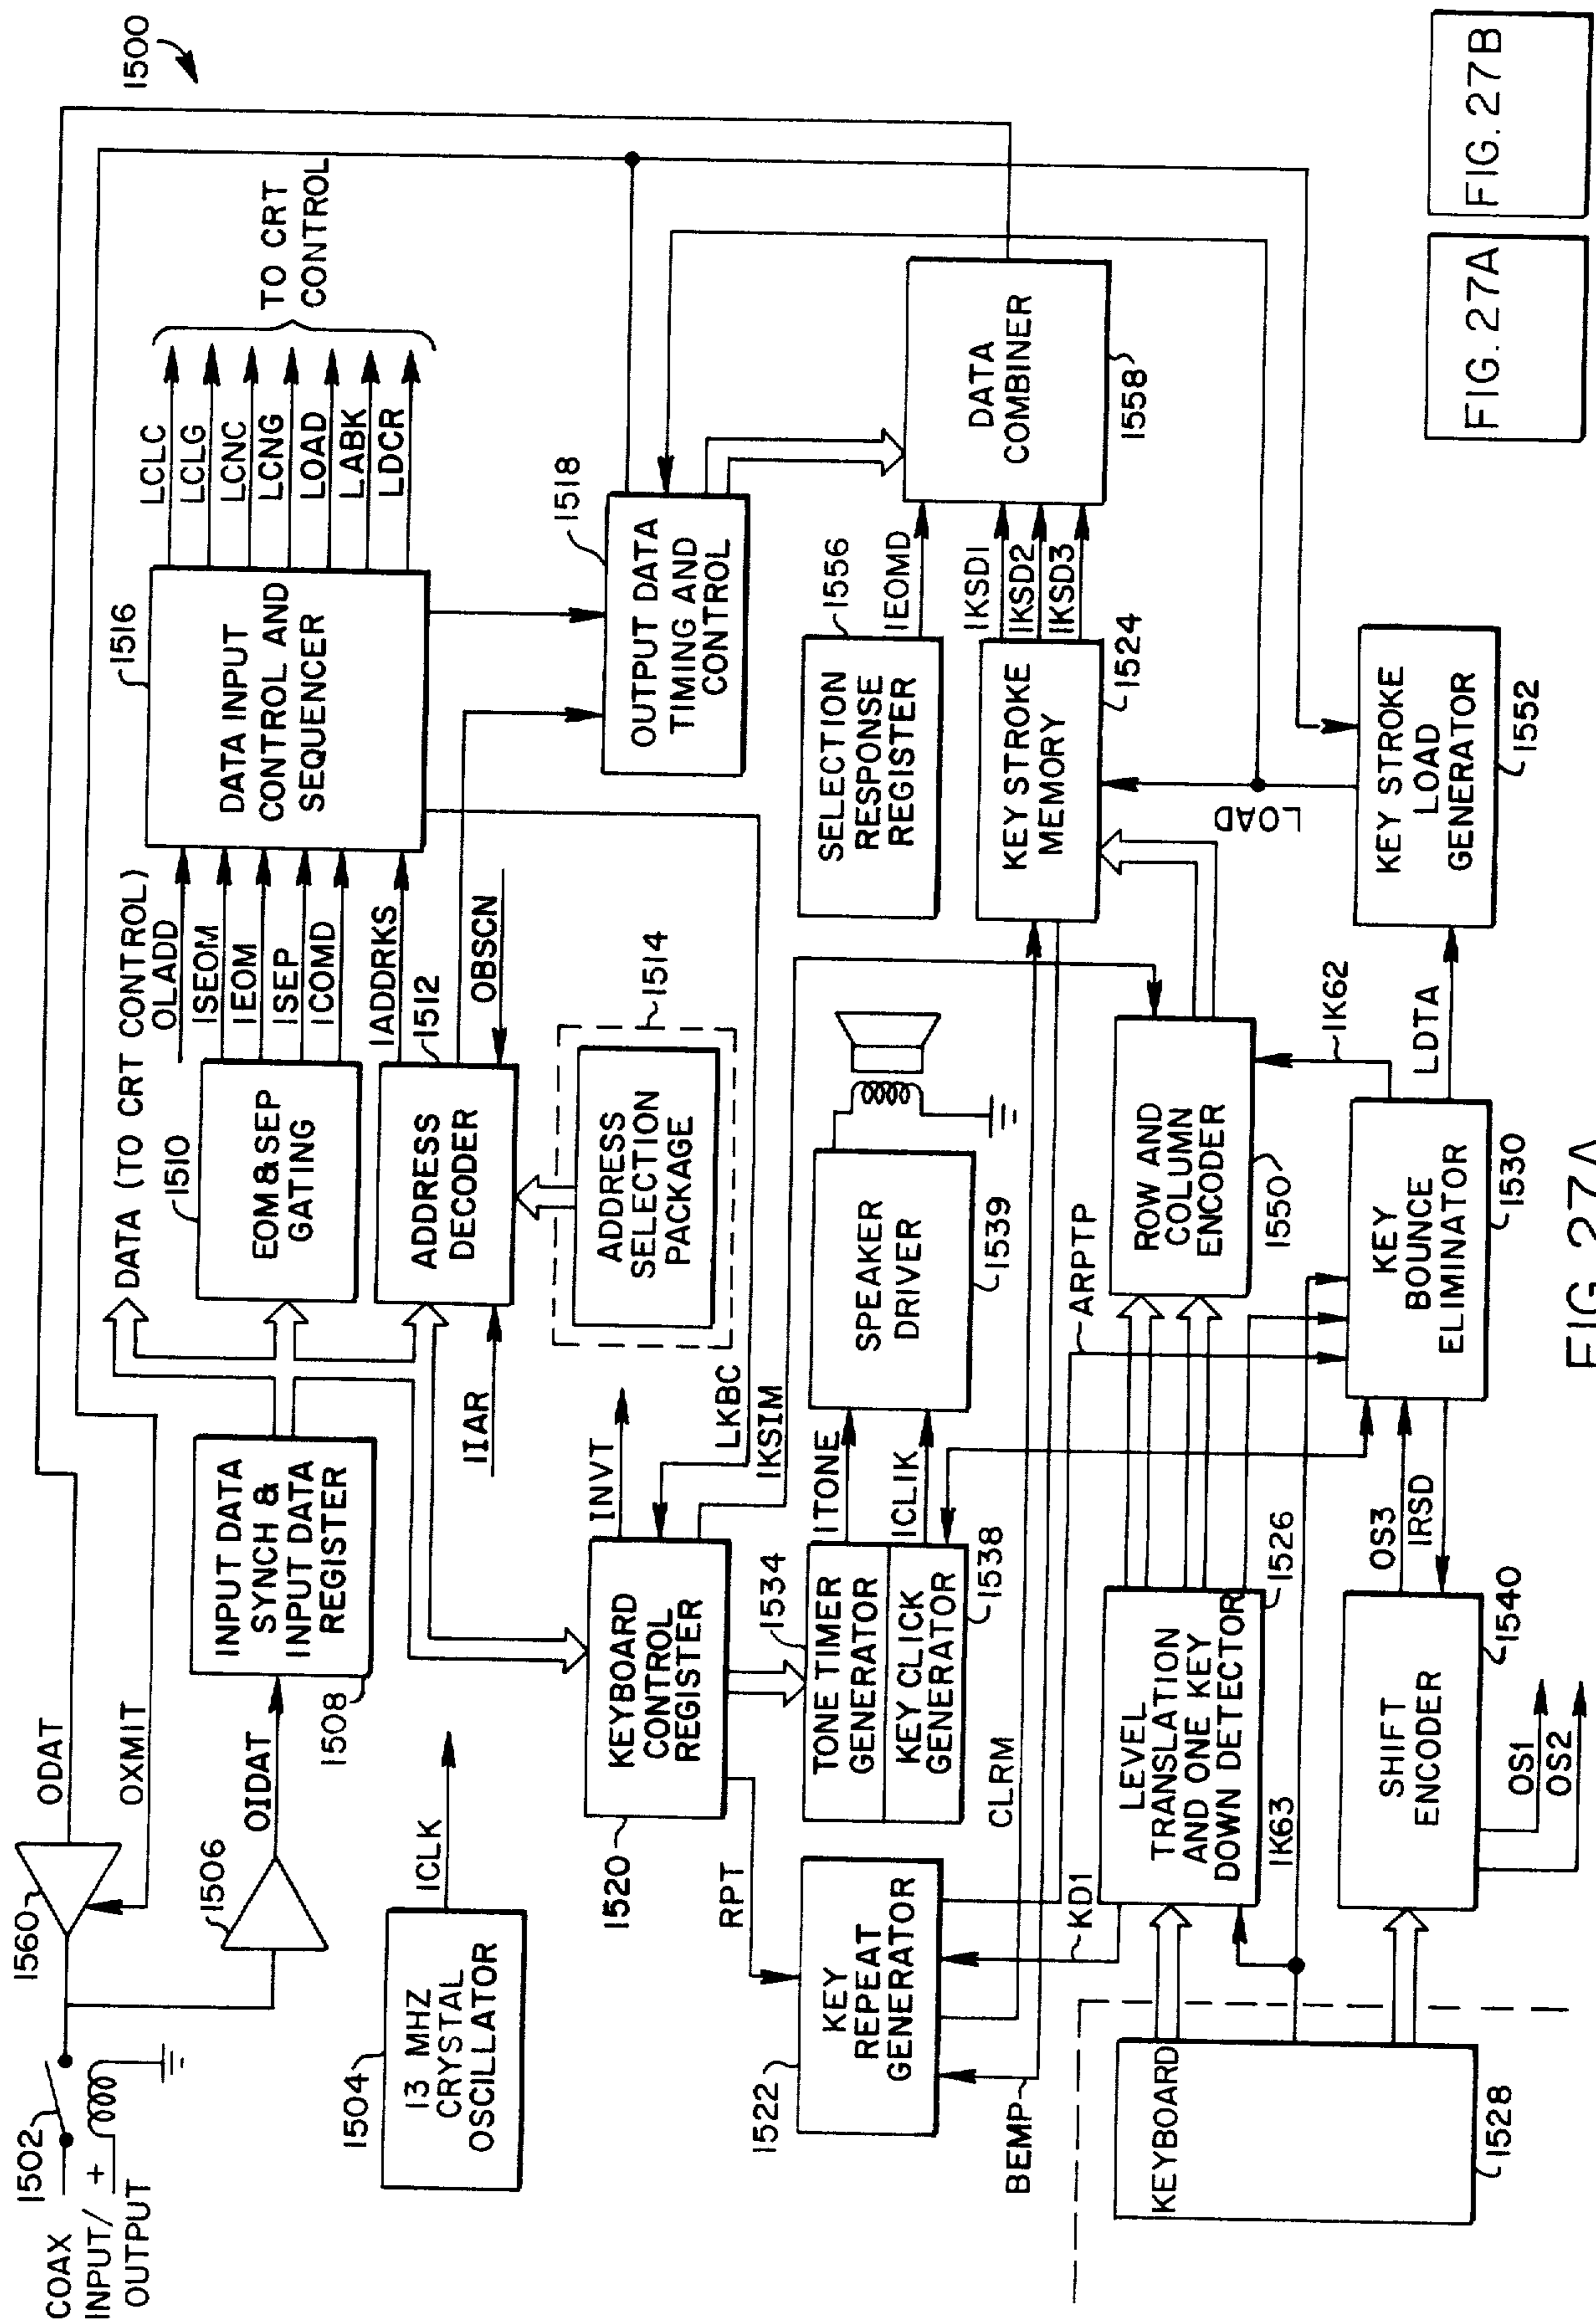 1500
COAX
INPUT/ +
OUTPUT
1502
1560
1506
ODAT
OXMIT
OIDAT
INPUT DATA
SYNCH &
INPUT DATA
REGISTER
1508
DATA (TO CRT CONTROL)
1510
EOM & SEP
GATING
OLADD
ISEOM
IEOM
ISEP
ICOMD
1516
DATA INPUT
CONTROL AND
SEQUENCER
LCLC
LCLG
LCNC
LCNG
LOAD
LABK
LDCR
TO CRT
CONTROL
1504
13 MHZ
CRYSTAL
OSCILLATOR
ICLK
IIAR
ADDRESS
DECODER
1512
IADDRKS
OBSCN
1514
ADDRESS
SELECTION
PACKAGE
1518
OUTPUT DATA
TIMING AND
CONTROL
KEYBOARD
CONTROL
REGISTER
1520
INVT
LKBC
IKSIM
RPT
1534
TONE TIMER
GENERATOR
KEY CLICK
GENERATOR
1538
ITONE
ICLIK
SPEAKER
DRIVER
1539
SELECTION
RESPONSE
REGISTER
1556
IEOMD
KEY STROKE
MEMORY
1524
IKSD1
IKSD2
IKSD3
DATA
COMBINER
1558
1522
KEY
REPEAT
GENERATOR
CLRM
BEMP
KD1
ARPTP
LEVEL
TRANSLATION
AND ONE KEY
DOWN DETECTOR
1526
ROW AND
COLUMN
ENCODER
1550
IK62
LOAD
KEYBOARD
1528
IK63
SHIFT
ENCODER
1540
OS1
OS2
OS3
IRSD
KEY
BOUNCE
ELIMINATOR
1530
LDTA
KEY STROKE
LOAD
GENERATOR
1552
FIG. 27A
FIG. 27A
FIG. 27B